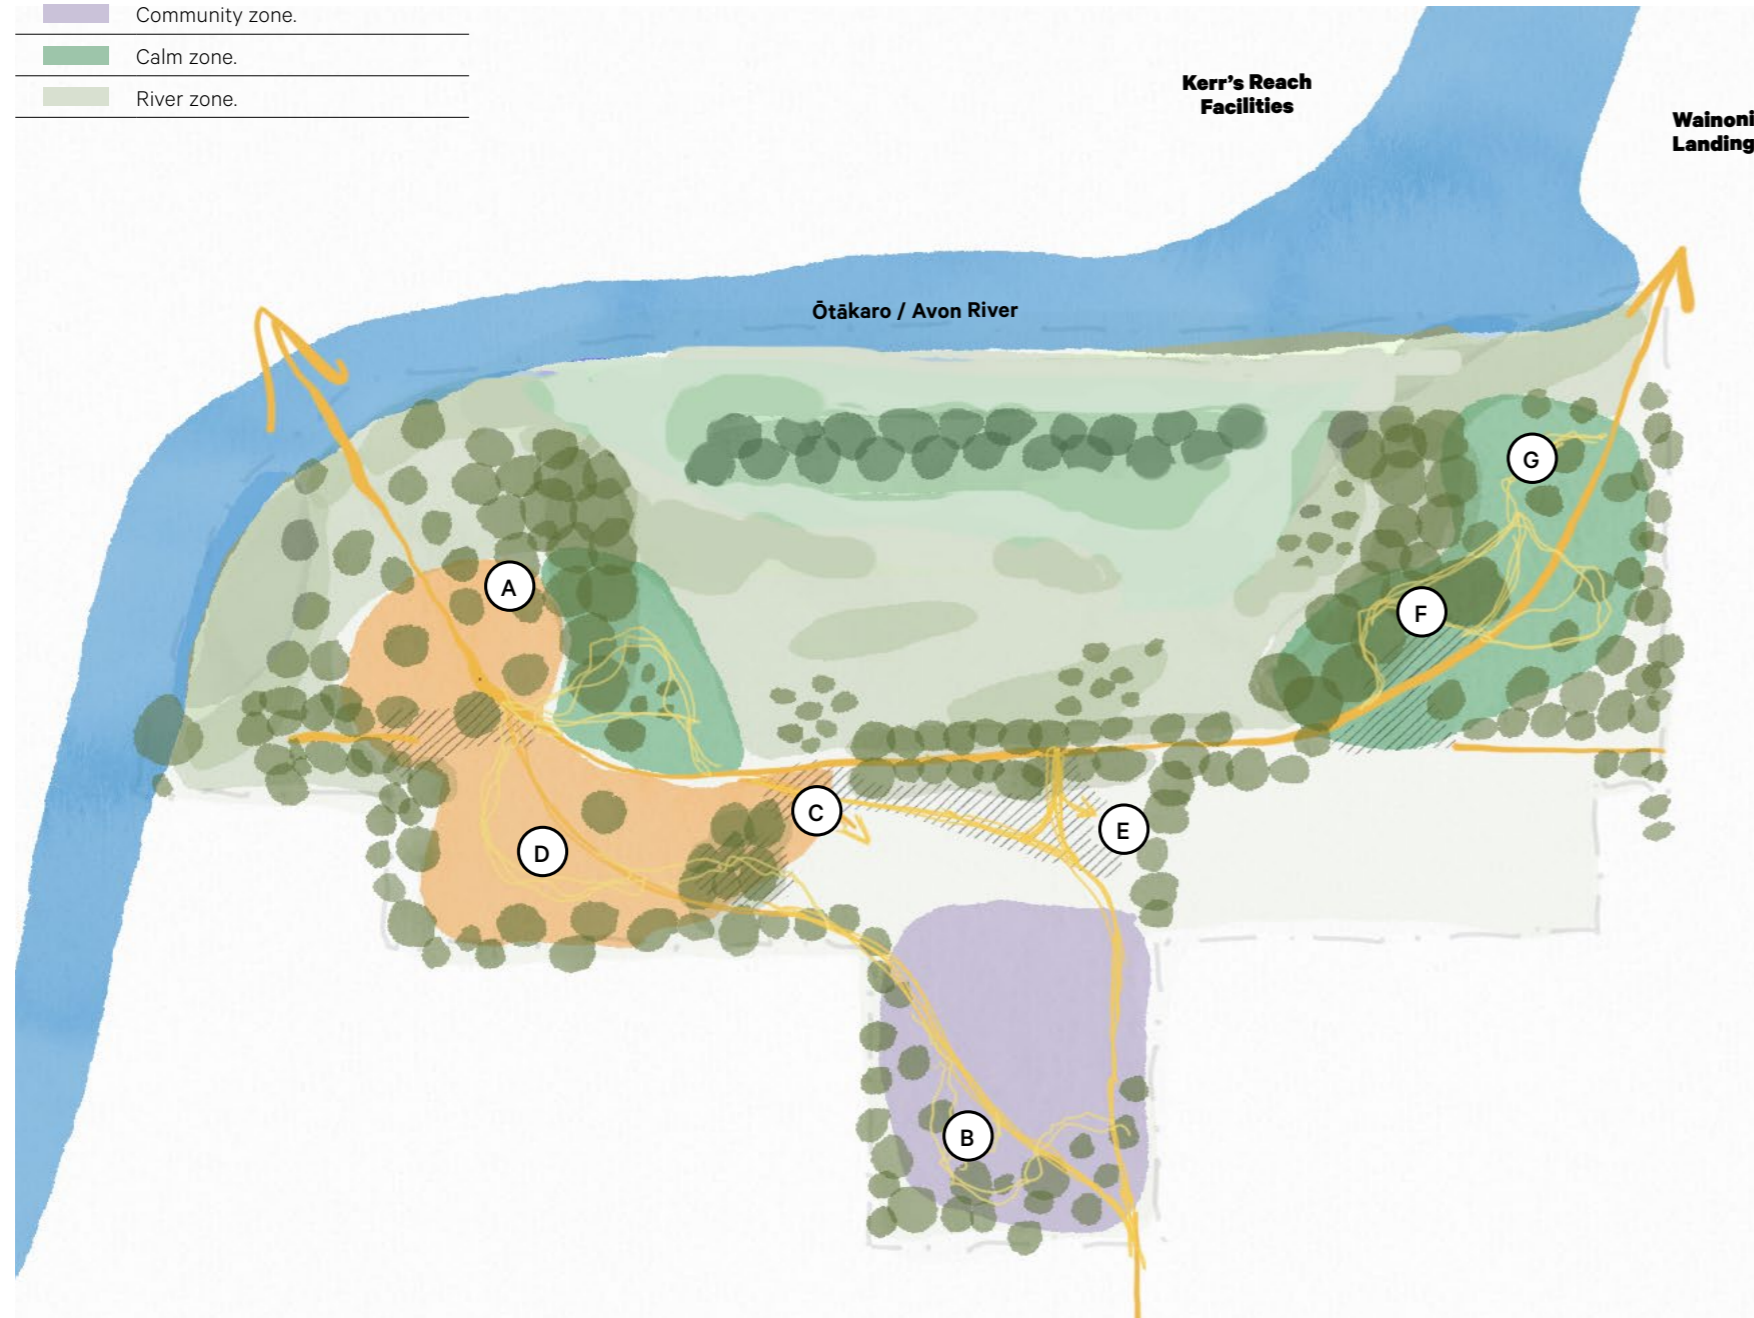 Community zone.
Calm zone.
River zone.
Kerr's Reach
Facilities
Wainoni
Landing
Ōtākaro / Avon River
G
A
F
C
E
D
B